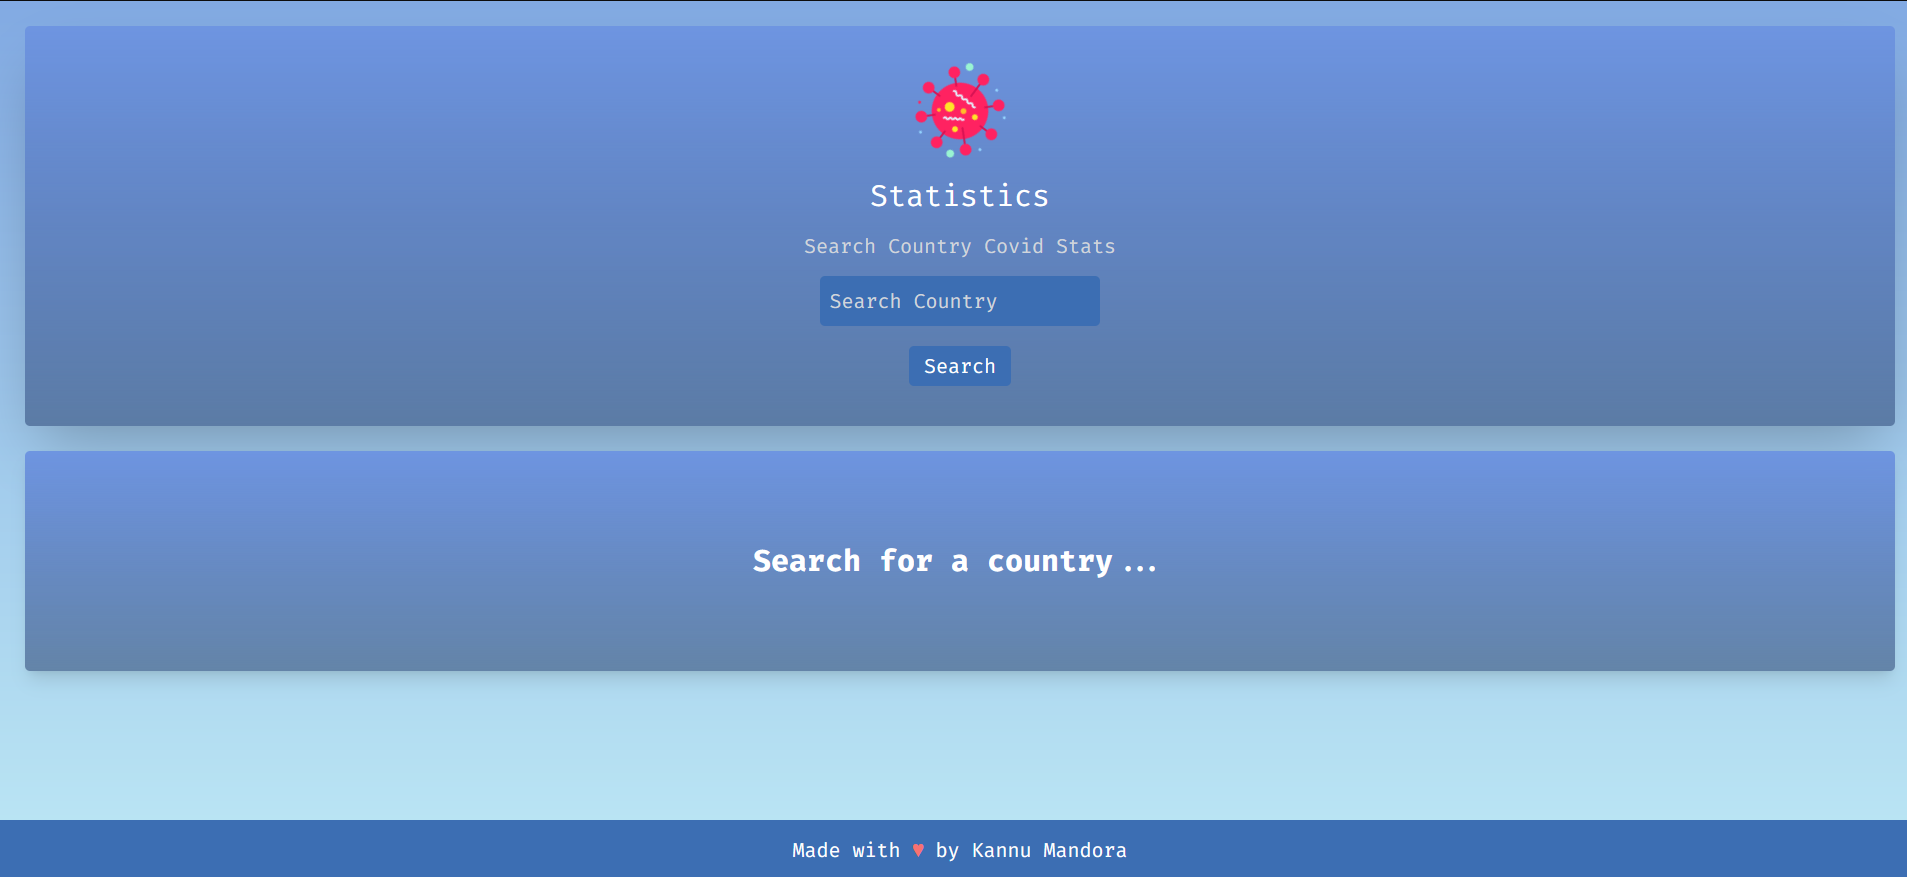 Statistics
Search Country Covid Stats
Search Country
Search
Search for a country...
Made with ♥ by Kannu Mandora